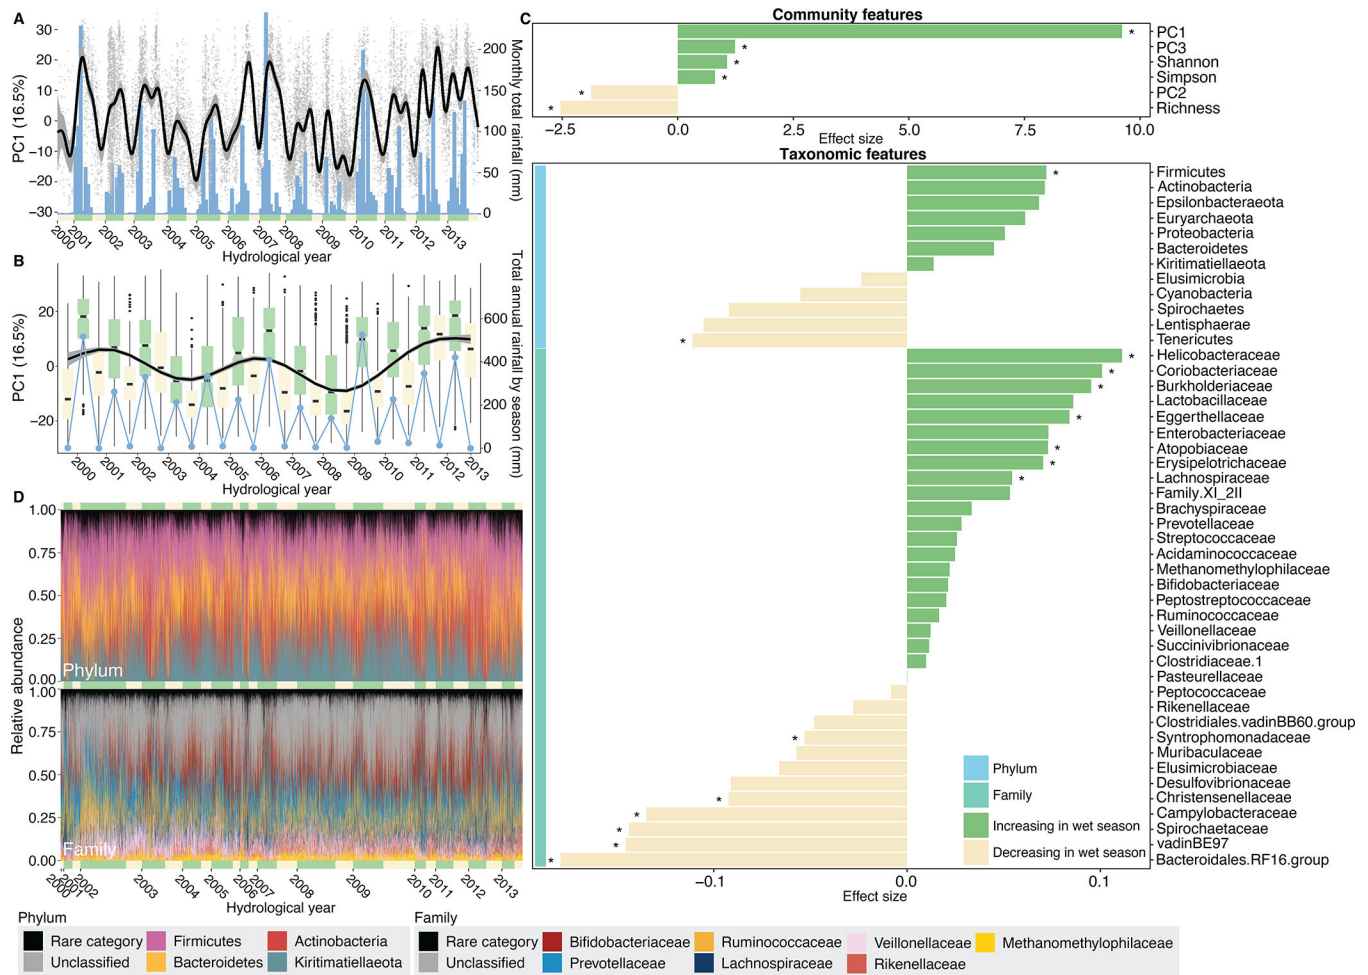 A
PC1 (16.5%)
30
20
10
0
−10
−20
−30
200
150
100
50
0
Monthly total rainfall (mm)
2000
2001
2002
2003
2004
2005
2006
2007
2008
2009
2010
2011
2012
2013
Hydrological year
B
PC1 (16.5%)
20
0
−20
600
400
200
0
Total annual rainfall by season (mm)
2000
2001
2002
2003
2004
2005
2006
2007
2008
2009
2010
2011
2012
2013
Hydrological year
D
Relative abundance
1.00
0.75
0.50
0.25
0.00
Phylum
1.00
0.75
0.50
0.25
0.00
Family
2000
2001
2002
2003
2004
2005
2006
2007
2008
2009
2010
2011
2012
2013
Hydrological year
C
Community features
PC1
PC3
Shannon
Simpson
PC2
Richness
* * * * * *
−2.5 0.0 2.5 5.0 7.5 10.0
Effect size
Taxonomic features
Firmicutes
Actinobacteria
Epsilonbacteraeota
Euryarchaeota
Proteobacteria
Bacteroidetes
Kiritimatiellaeota
Elusimicrobia
Cyanobacteria
Spirochaetes
Lentisphaerae
Tenericutes
Helicobacteraceae
Coriobacteriaceae
Burkholderiaceae
Lactobacillaceae
Eggerthellaceae
Enterobacteriaceae
Atopobiaceae
Erysipelotrichaceae
Lachnospiraceae
Family.XI_2II
Brachyspiraceae
Prevotellaceae
Streptococcaceae
Acidaminococcaceae
Methanomethylophilaceae
Bifidobacteriaceae
Peptostreptococcaceae
Ruminococcaceae
Veillonellaceae
Succinivibrionaceae
Clostridiaceae.1
Pasteurellaceae
Peptococcaceae
Rikenellaceae
Clostridiales.vadinBB60.group
Syntrophomonadaceae
Muribaculaceae
Elusimicrobiaceae
Desulfovibrionaceae
Christensenellaceae
Campylobacteraceae
Spirochaetaceae
vadinBE97
Bacteroidales.RF16.group
* * * * * * * * * * * * * * *
Phylum
Family
Increasing in wet season
Decreasing in wet season
−0.1 0.0 0.1
Effect size
Phylum
Rare category Firmicutes Actinobacteria
Unclassified Bacteroidetes Kiritimatiellaeota
Family
Rare category Bifidobacteriaceae Ruminococcaceae Veillonellaceae Methanomethylophilaceae
Unclassified Prevotellaceae Lachnospiraceae Rikenellaceae